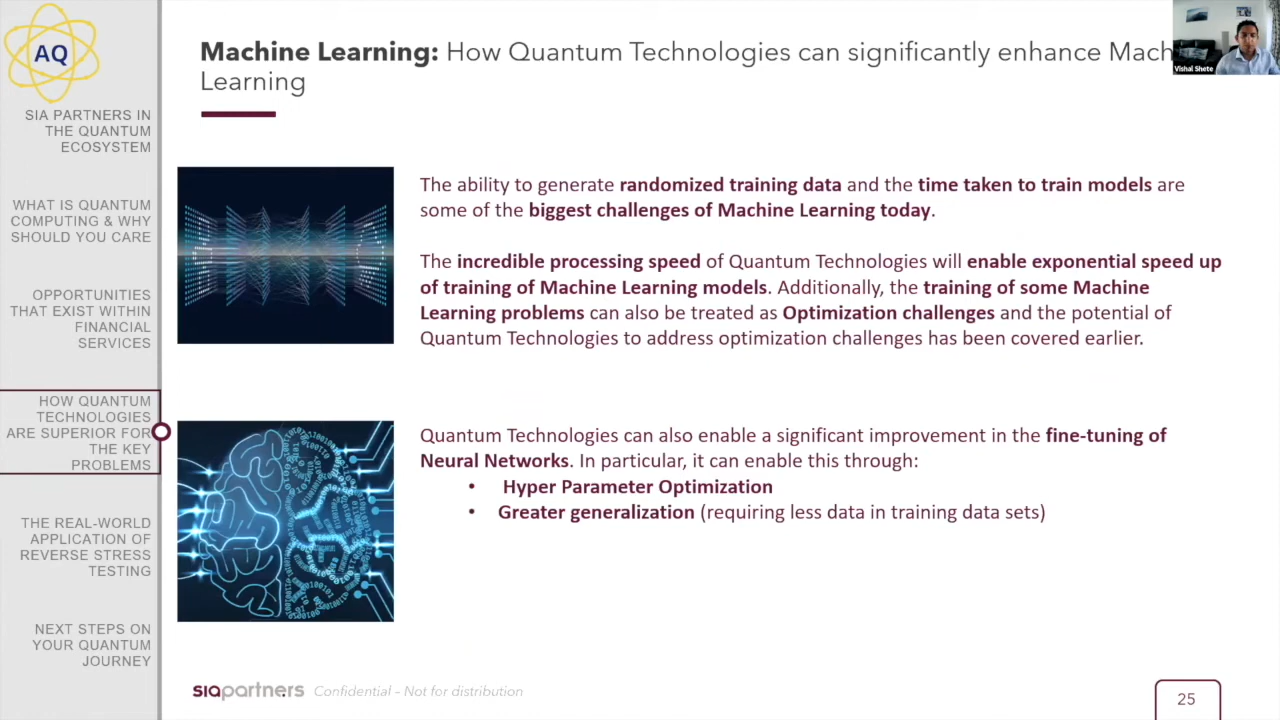 AQ
SIA PARTNERS IN
THE QUANTUM
ECOSYSTEM
WHAT IS QUANTUM
COMPUTING & WHY
SHOULD YOU CARE
OPPORTUNITIES
THAT EXIST WITHIN
FINANCIAL
SERVICES
HOW QUANTUM
TECHNOLOGIES
ARE SUPERIOR FOR
THE KEY
PROBLEMS
THE REAL-WORLD
APPLICATION OF
REVERSE STRESS
TESTING
NEXT STEPS ON
YOUR QUANTUM
JOURNEY
Machine Learning: How Quantum Technologies can significantly enhance Mach
Learning
Vishal Shete
The ability to generate randomized training data and the time taken to train models are
some of the biggest challenges of Machine Learning today.
The incredible processing speed of Quantum Technologies will enable exponential speed up
of training of Machine Learning models. Additionally, the training of some Machine
Learning problems can also be treated as Optimization challenges and the potential of
Quantum Technologies to address optimization challenges has been covered earlier.
Quantum Technologies can also enable a significant improvement in the fine-tuning of
Neural Networks. In particular, it can enable this through:
• Hyper Parameter Optimization
• Greater generalization (requiring less data in training data sets)
siapartners Confidential – Not for distribution
25